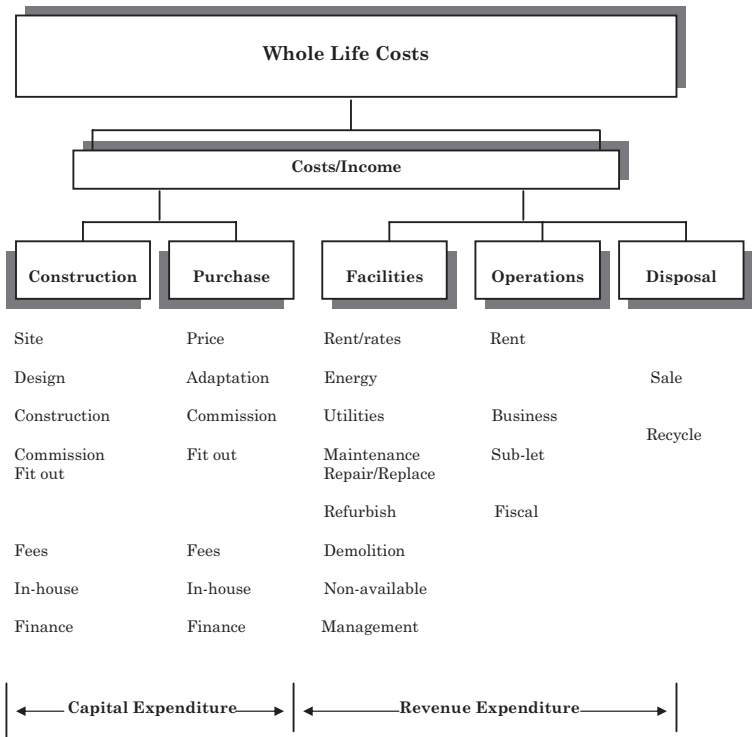 Whole Life Costs
Costs/Income
Construction
Purchase
Facilities
Operations
Disposal
Site
Price
Rent/rates
Rent
Design
Adaptation
Energy
Sale
Construction
Commission
Utilities
Business
Recycle
Commission
Fit out
Maintenance
Sub-let
Fit out
Repair/Replace
Refurbish
Fiscal
Fees
Fees
Demolition
In-house
In-house
Non-available
Finance
Finance
Management
Capital Expenditure
Revenue Expenditure